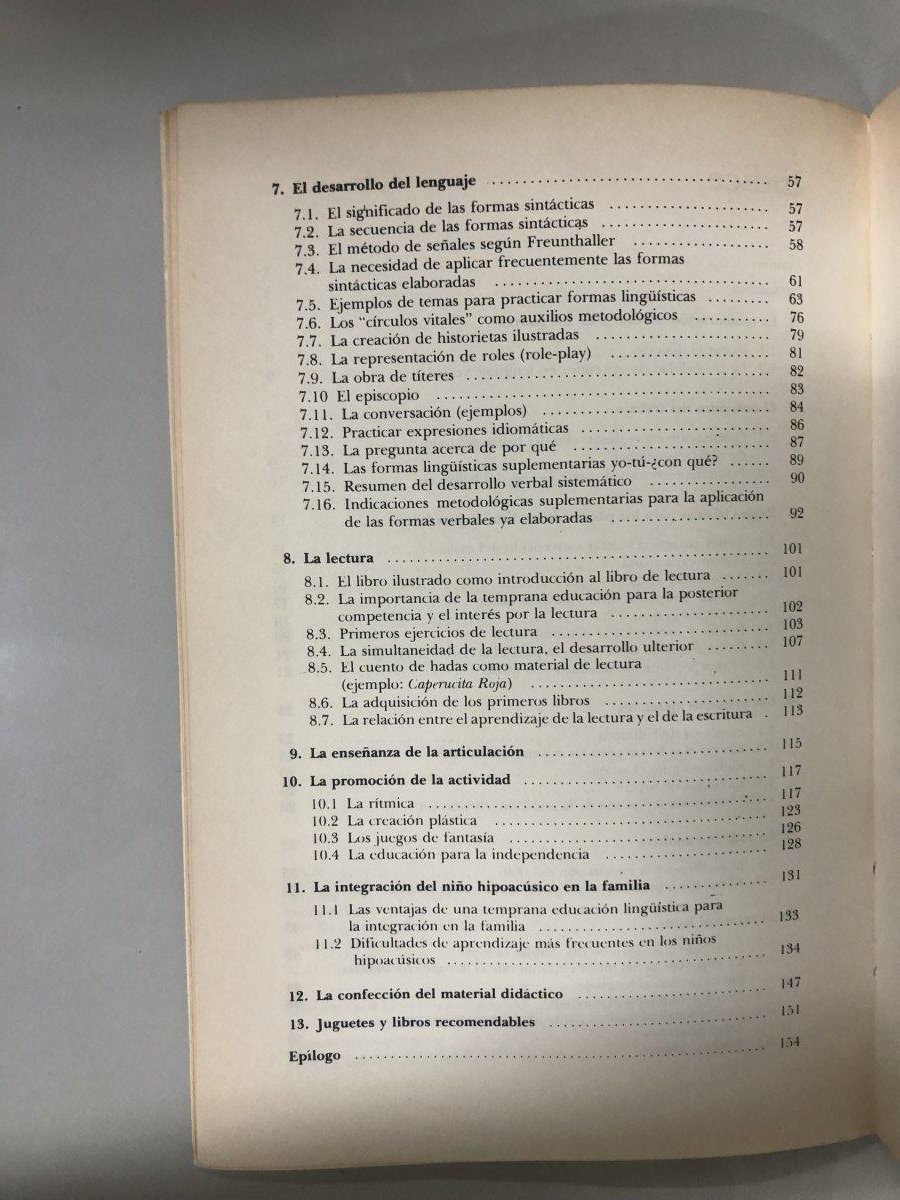 7. El desarrollo del lenguaje .............................. 57
7.1. El significado de las formas sintácticas .................... 57
7.2. La secuencia de las formas sintácticas .................... 57
7.3. El método de señales según Freunthaller ................. 58
7.4. La necesidad de aplicar frecuentemente las formas
sintácticas elaboradas .................................. 61
7.5. Ejemplos de temas para practicar formas lingüísticas ......... 63
7.6. Los “círculos vitales” como auxilios metodológicos ........... 76
7.7. La creación de historietas ilustradas ...................... 79
7.8. La representación de roles (role-play) .................... 81
7.9. La obra de títeres ...................................... 82
7.10 El episcopio .......................................... 83
7.11. La conversación (ejemplos) ............................ 84
7.12. Practicar expresiones idiomáticas ........................ 86
7.13. La pregunta acerca de por qué ........................ 87
7.14. Las formas lingüísticas suplementarias yo-tú-¿con qué? ...... 89
7.15. Resumen del desarrollo verbal sistemático ................. 90
7.16. Indicaciones metodológicas suplementarias para la aplicación
de las formas verbales ya elaboradas .................... 92
8. La lectura ................................................ 101
8.1. El libro ilustrado como introducción al libro de lectura ....... 101
8.2. La importancia de la temprana educación para la posterior
competencia y el interés por la lectura .................... 102
8.3. Primeros ejercicios de lectura ............................ 103
8.4. La simultaneidad de la lectura, el desarrollo ulterior ......... 107
8.5. El cuento de hadas como material de lectura
(ejemplo: Caperucita Roja) .............................. 111
8.6. La adquisición de los primeros libros ..................... 112
8.7. La relación entre el aprendizaje de la lectura y el de la escritura . 113
9. La enseñanza de la articulación ............................ 115
10. La promoción de la actividad .............................. 117
10.1 La rítmica ............................................ 117
10.2 La creación plástica .................................. 123
10.3 Los juegos de fantasía ................................ 126
10.4 La educación para la independencia ..................... 128
11. La integración del niño hipoacúsico en la familia ............. 131
11.1 Las ventajas de una temprana educación lingüística para
la integración en la familia .............................. 133
11.2 Dificultades de aprendizaje más frecuentes en los niños
hipoacúsicos .......................................... 134
12. La confección del material didáctico ........................ 147
13. Juguetes y libros recomendables ........................... 151
Epílogo .................................................... 154